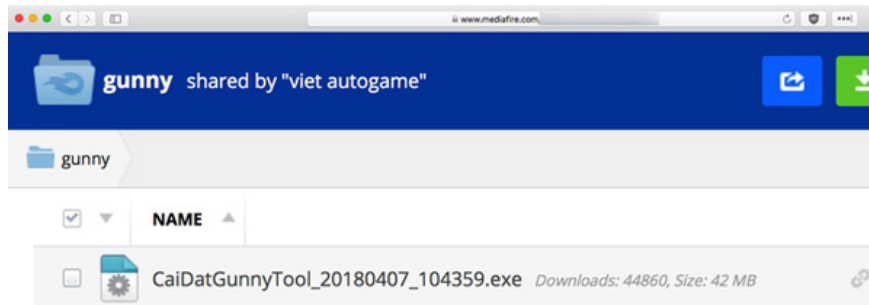 www.mediafire.com
gunny shared by "viet autogame"
gunny
NAME
CaiDatGunnyTool_20180407_104359.exe Downloads: 44860, Size: 42 MB